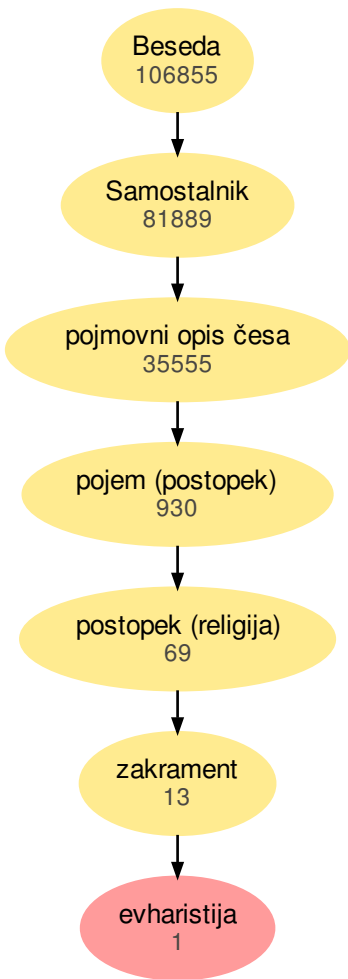 Beseda
106855
Samostalnik
81889
pojmovni opis česa
35555
pojem (postopek)
930
postopek (religija)
69
zakrament
13
evharistija
1